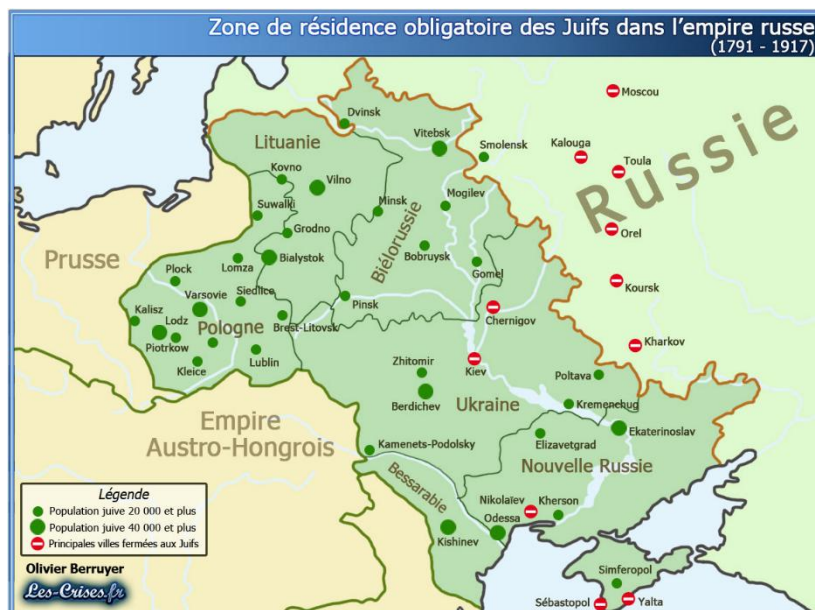 Zone de résidence obligatoire des Juifs dans l'empire russe
(1791 - 1917)
Moscou
Dvinsk
Lituanie
Vitebsk
Smolensk
Kalouga
Toula
Russie
Kovno
Vilno
Suwalki
Minsk
Mogilev
Grodno
Orel
Prusse
Biélorussie
Bobruysk
Gomel
Plock
Lomza
Bialystok
Koursk
Varsovie
Siedlice
Pinsk
Chernigov
Kalisz
Lodz
Pologne
Brest-Litovsk
Kharkov
Piotrkow
Kleice
Lublin
Zhitomir
Kiev
Poltava
Berdichev
Ukraine
Kremenchug
Empire
Austro-Hongrois
Ekaterinoslav
Kamenets-Podolsky
Elizavetgrad
Nouvelle Russie
Bessarabie
Nikolaïev
Kherson
Kishinev
Odessa
Légende
Population juive 20 000 et plus
Population juive 40 000 et plus
Principales villes fermées aux Juifs
Simferopol
Sébastopol
Yalta
Olivier Berruyer
Les-Crises.fr